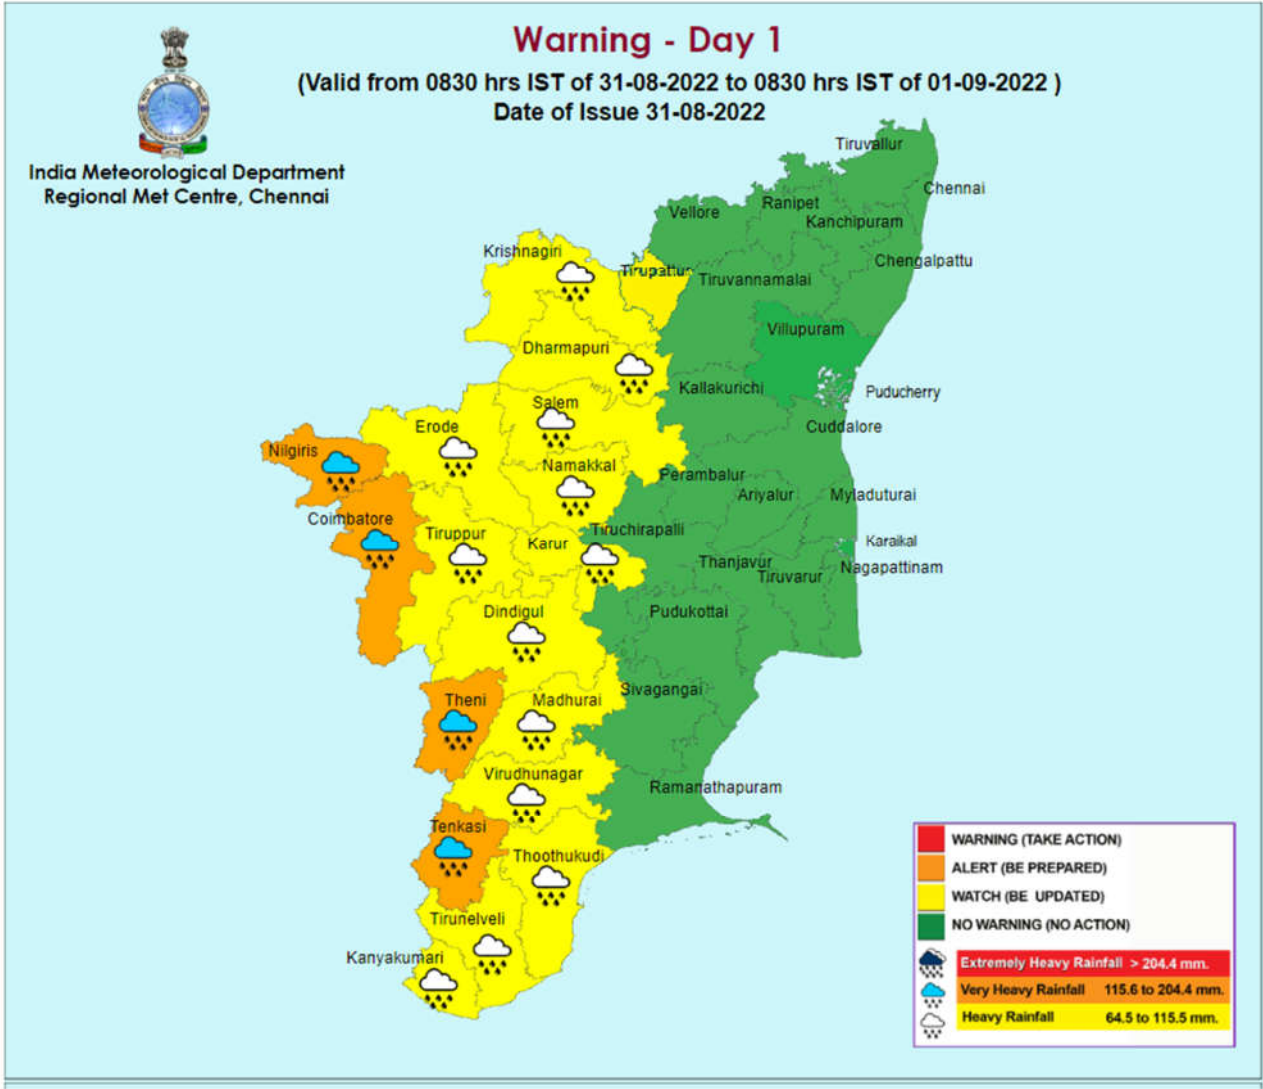 Warning - Day 1
(Valid from 0830 hrs IST of 31-08-2022 to 0830 hrs IST of 01-09-2022 )
Date of Issue 31-08-2022
India Meteorological Department
Regional Met Centre, Chennai
Tiruvallur
Chennai
Ranipet
Vellore
Kanchipuram
Krishnagiri
Chengalpattu
Tirupattur
Tiruvannamalai
Villupuram
Dharmapuri
Kallakurichi
Puducherry
Salem
Erode
Cuddalore
Nilgiris
Namakkal
Perambalur
Ariyalur
Myladuturai
Coimbatore
Tiruppur
Karur
Tiruchirapalli
Karaikal
Thanjavur
Tiruvarur
Nagapattinam
Dindigul
Pudukottai
Sivagangai
Theni
Madhurai
Virudhunagar
Ramanathapuram
Tenkasi
Thoothukudi
Tirunelveli
Kanyakumari
WARNING (TAKE ACTION)
ALERT (BE PREPARED)
WATCH (BE UPDATED)
NO WARNING (NO ACTION)
Extremely Heavy Rainfall > 204.4 mm.
Very Heavy Rainfall 115.6 to 204.4 mm.
Heavy Rainfall 64.5 to 115.5 mm.